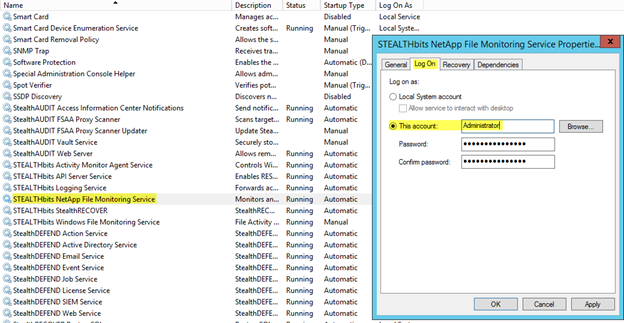 Name Description Status Startup Type Log On As
Smart Card Manages ac... Disabled Local Service
Smart Card Device Enumeration Service Creates soft... Running Manual (Trig... Local Syste...
Smart Card Removal Policy Allows the s... Manual
SNMP Trap Receives tra... Manual
Software Protection Enables the ... Automatic (D...
Special Administration Console Helper Allows adm... Manual
Spot Verifier Verifies pot... Manual (Trig...
SSDP Discovery Discovers n... Disabled
StealthAUDIT Access Information Center Notifications Send notific... Running Automatic
StealthAUDIT FSAA Proxy Scanner Scans target... Running Automatic
StealthAUDIT FSAA Proxy Scanner Updater Update Stea... Manual
StealthAUDIT Vault Service Securely sto... Manual
StealthAUDIT Web Server Allows rem... Running Automatic
STEALTHbits Activity Monitor Agent Service Controls Wi... Running Automatic
STEALTHbits API Server Service Enables RES... Running Automatic
STEALTHbits Logging Service Forwards ac... Running Automatic
STEALTHbits NetApp File Monitoring Service Monitors an... Running Automatic
STEALTHbits StealthRECOVER StealthREC... Running Automatic
STEALTHbits Windows File Monitoring Service File Activity ... Running Manual
StealthDEFEND Action Service StealthDEFE... Running Automatic
StealthDEFEND Active Directory Service StealthDEFE... Running Automatic
StealthDEFEND Email Service StealthDEFE... Running Automatic
StealthDEFEND Event Service StealthDEFE... Running Automatic
StealthDEFEND Job Service StealthDEFE... Running Automatic
StealthDEFEND License Service StealthDEFE... Running Automatic
StealthDEFEND SIEM Service StealthDEFE... Running Automatic
StealthDEFEND Web Service StealthDEFE... Running Automatic
STEALTHbits NetApp File Monitoring Service Propertie...
General Log On Recovery Dependencies
Log on as:
Local System account
Allow service to interact with desktop
This account: Administrator Browse...
Password:
Confirm password:
OK Cancel Apply